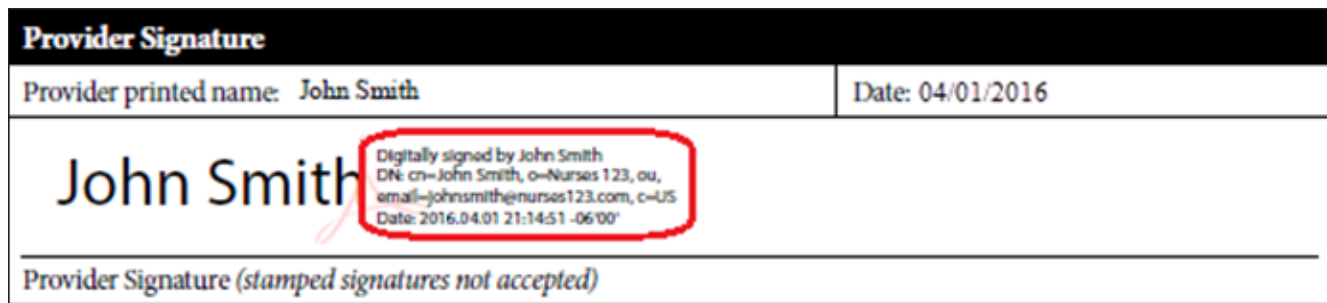 Provider Signature
Provider printed name: John Smith Date: 04/01/2016
John Smith
Digitally signed by John Smith
DN: cn=John Smith, o=Nurses 123, ou,
email=johnsmith@nurses123.com, c=US
Date: 2016.04.01 21:14:51 -06'00'
Provider Signature (stamped signatures not accepted)